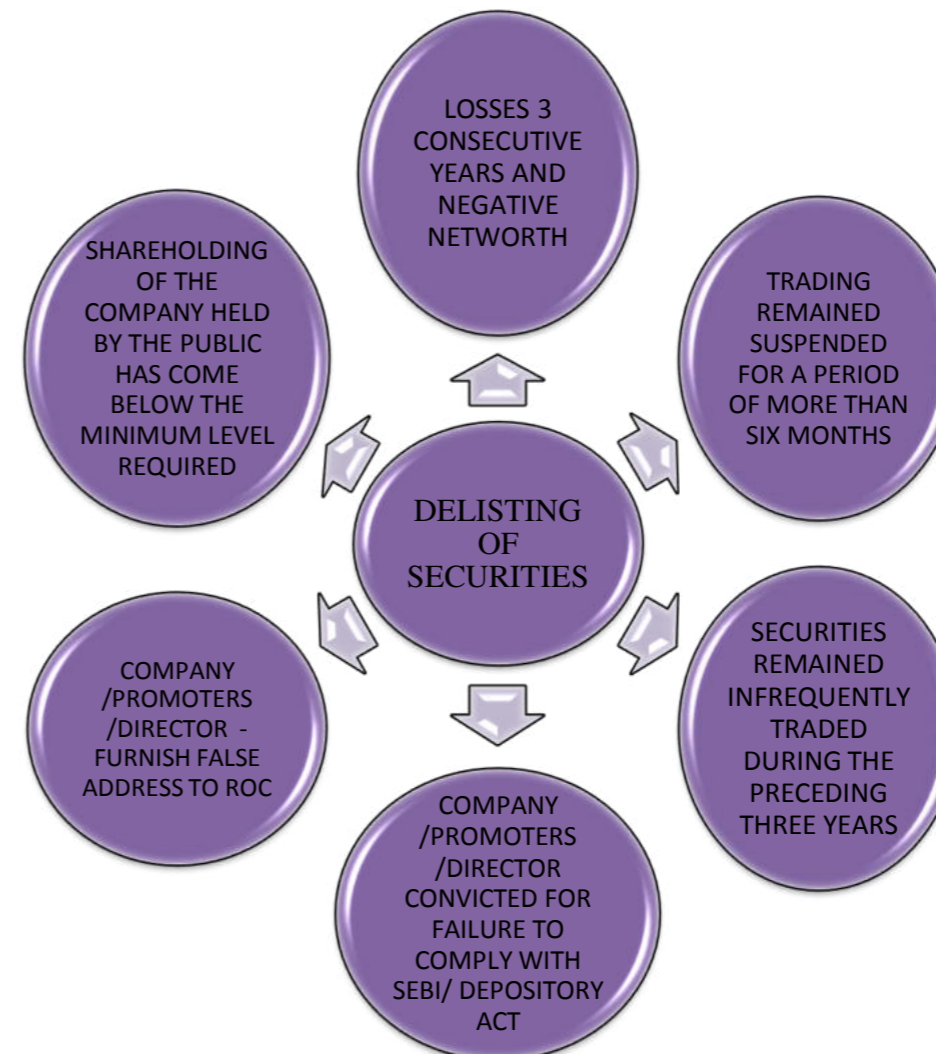 LOSSES 3
CONSECUTIVE
YEARS AND
NEGATIVE
NETWORTH
SHAREHOLDING
OF THE
COMPANY HELD
BY THE PUBLIC
HAS COME
BELOW THE
MINIMUM LEVEL
REQUIRED
TRADING
REMAINED
SUSPENDED
FOR A PERIOD
OF MORE THAN
SIX MONTHS
DELISTING
OF
SECURITIES
COMPANY
/PROMOTERS
/DIRECTOR -
FURNISH FALSE
ADDRESS TO ROC
SECURITIES
REMAINED
INFREQUENTLY
TRADED
DURING THE
PRECEDING
THREE YEARS
COMPANY
/PROMOTERS
/DIRECTOR
CONVICTED FOR
FAILURE TO
COMPLY WITH
SEBI/ DEPOSITORY
ACT